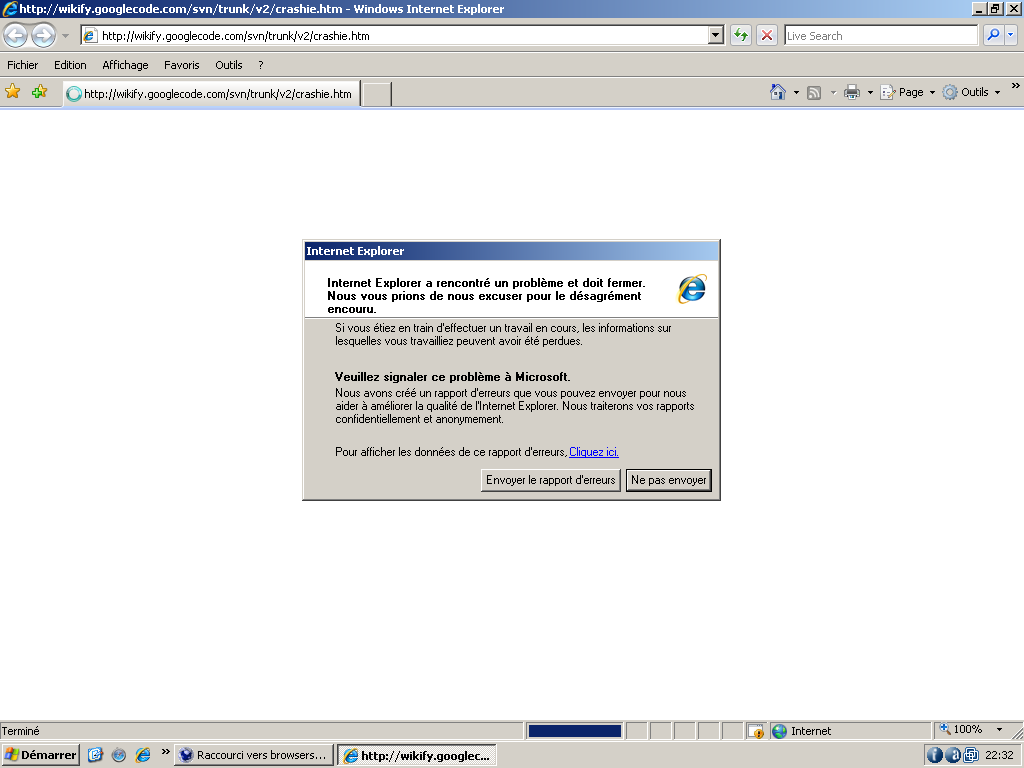 http://wikify.googlecode.com/svn/trunk/v2/crashie.htm - Windows Internet Explorer
http://wikify.googlecode.com/svn/trunk/v2/crashie.htm
Live Search
Fichier Edition Affichage Favoris Outils ?
http://wikify.googlecode.com/svn/trunk/v2/crashie.htm
Page Outils »
Internet Explorer
Internet Explorer a rencontré un problème et doit fermer.
Nous vous prions de nous excuser pour le désagrément
encouru.
Si vous étiez en train d'effectuer un travail en cours, les informations sur
lesquelles vous travailliez peuvent avoir été perdues.
Veuillez signaler ce problème à Microsoft.
Nous avons créé un rapport d'erreurs que vous pouvez envoyer pour nous
aider à améliorer la qualité de l'Internet Explorer. Nous traiterons vos rapports
confidentiellement et anonymement.
Pour afficher les données de ce rapport d'erreurs, Cliquez ici.
Envoyer le rapport d'erreurs Ne pas envoyer
Terminé Internet 100%
Démarrer » Raccourci vers browsers... http://wikify.googlec... 22:32